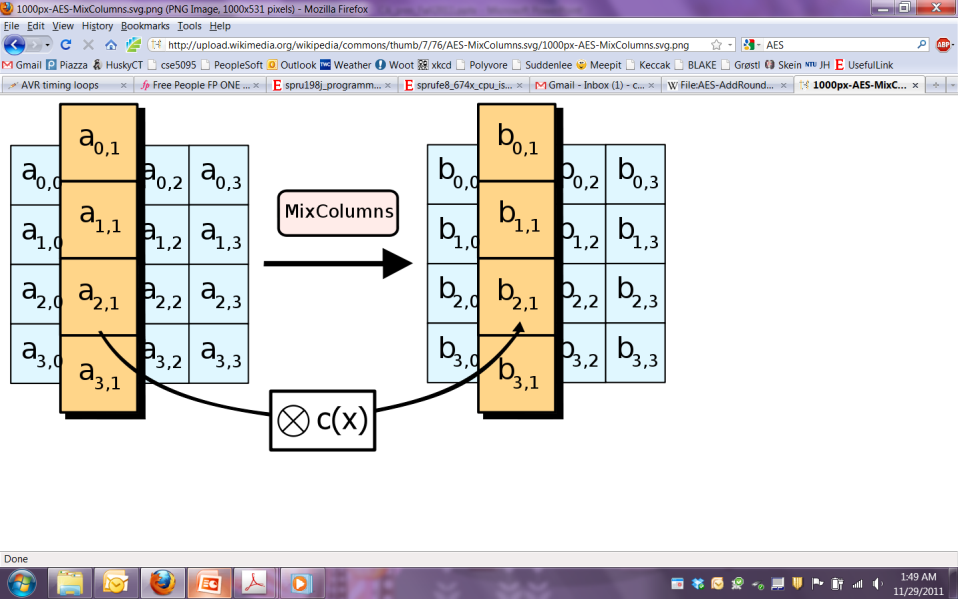 1000px-AES-MixColumns.svg.png (PNG Image, 1000x531 pixels) - Mozilla Firefox
File Edit View History Bookmarks Tools Help
http://upload.wikimedia.org/wikipedia/commons/thumb/7/76/AES-MixColumns.svg/1000px-AES-MixColumns.svg.png AES ABP
Gmail Piazza HuskyCT cse5095 PeopleSoft Outlook Weather Woot xkcd Polyvore Suddenlee Meepit Keccak BLAKE Grøstl Skein JH UsefulLink
AVR timing loops Free People FP ONE ... spru198j_programm... sprufe8_674x_cpu_is... Gmail - Inbox (1) - c... File:AES-AddRound... 1000px-AES-MixC...
a0,1 b0,1
a0,0 a0,2 a0,3 b0,0 b0,2 b0,3
a1,1 MixColumns b1,1
a1,0 a1,2 a1,3 b1,0 b1,2 b1,3
a2,0 a2,1 a2,2 a2,3 b2,0 b2,1 b2,2 b2,3
a3,0 a3,2 a3,3 b3,0 b3,2 b3,3
a3,1 b3,1
⊗ c(x)
Done
1:49 AM
11/29/2011